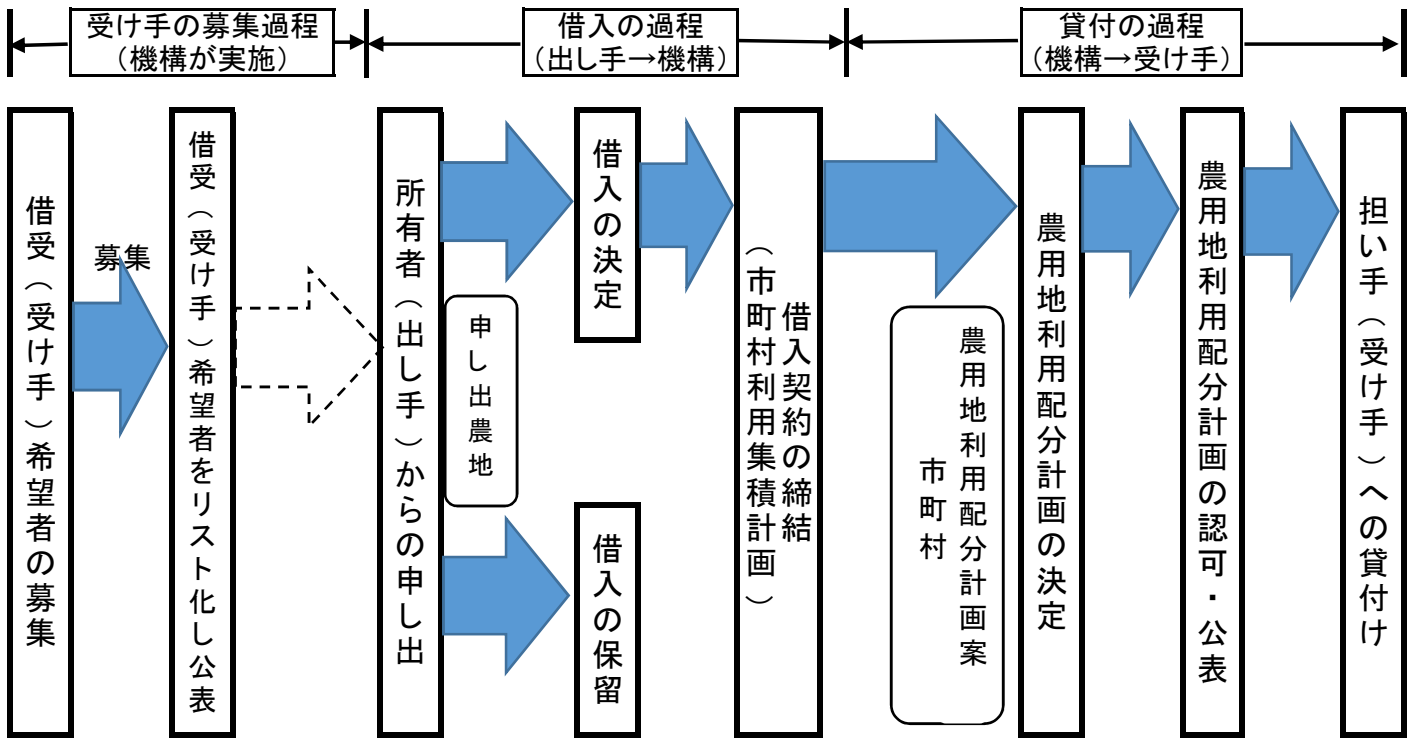 受け手の募集過程
（機構が実施）
借入の過程
（出し手→機構）
貸付の過程
（機構→受け手）
借受（受け手）希望者の募集
募集
借受（受け手）希望者をリスト化し公表
所有者（出し手）からの申し出
申し出農地
借入の決定
借入の保留
借入契約の締結
（市町村利用集積計画）
農用地利用配分計画案
市町村
農用地利用配分計画の決定
農用地利用配分計画の認可・公表
担い手（受け手）への貸付け